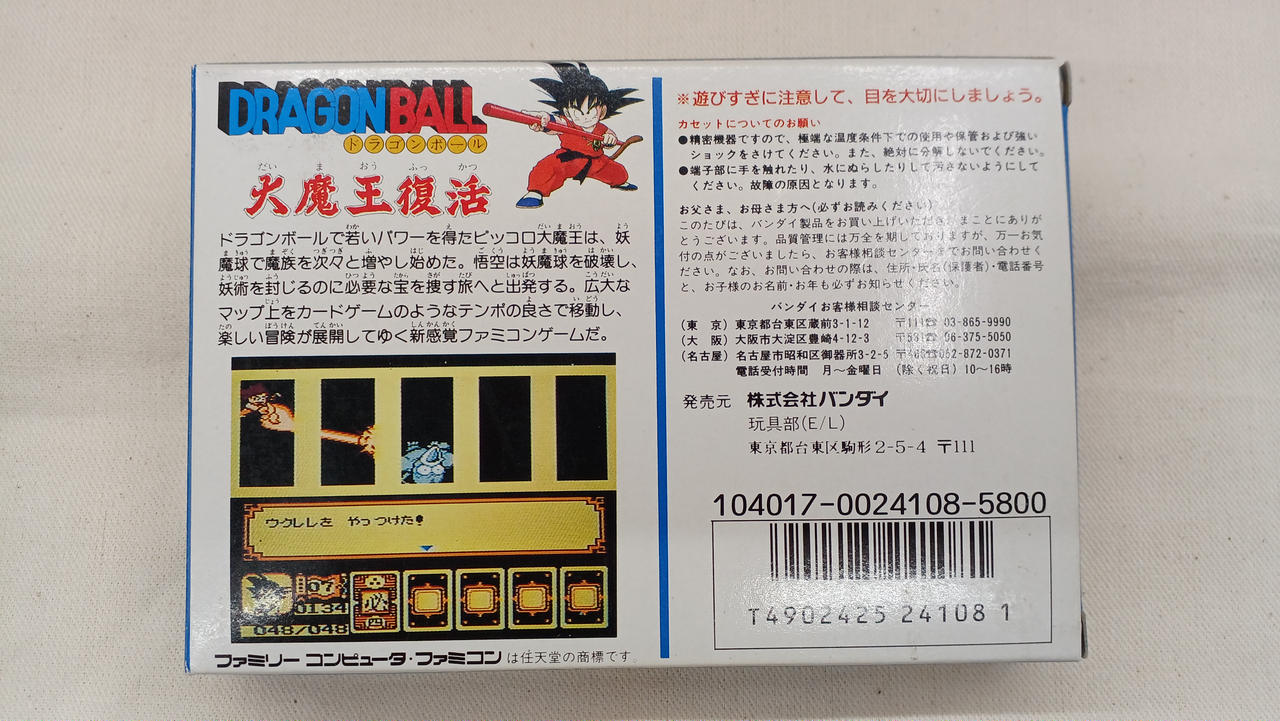 DRAGONBALL
ドラゴンボール
だい ま おう ふっ かつ
大魔王復活
ドラゴンボールで若いパワーを得たピッコロ大魔王は、妖
魔球で魔族を次々と増やし始めた。悟空は妖魔球を破壊し、
妖術を封じるのに必要な宝を捜す旅へと出発する。広大な
マップ上をカードゲームのようなテンポの良さで移動し、
楽しい冒険が展開してゆく新感覚ファミコンゲームだ。
ウクレレを やっつけた!
07
0134
必
四
048/048
ファミリー コンピュータ・ファミコンは任天堂の商標です。
※遊びすぎに注意して、目を大切にしましょう。
カセットについてのお願い
●精密機器ですので、極端な温度条件下での使用や保管および強い
ショックをさけてください。また、絶対に分解しないでください。
●端子部に手を触れたり、水にぬらしたりして汚さないようにして
ください。故障の原因となります。
お父さま、お母さま方へ(必ずお読みください)
このたびは、バンダイ製品をお買い上げいただきまことにありが
とうございます。品質管理には万全を期しておりますが、万一お気
付の点がございましたら、お客様相談センターまでお問い合わせく
ださい。なお、お問い合わせの際は、住所・氏名(保護者)・電話番号
と、お子様のお名前・お年も必ずお知らせください。
バンダイお客様相談センター
(東 京) 東京都台東区蔵前3-1-12 〒111☎03-865-9990
(大 阪) 大阪市大淀区豊崎4-12-3 〒531☎06-375-5050
(名古屋) 名古屋市昭和区御器所3-2-5 〒466☎052-872-0371
電話受付時間 月〜金曜日 (除く祝日) 10〜16時
発売元 株式会社バンダイ
玩具部(E/L)
東京都台東区駒形2-5-4 〒111
104017-0024108-5800
T4902425 24108 1